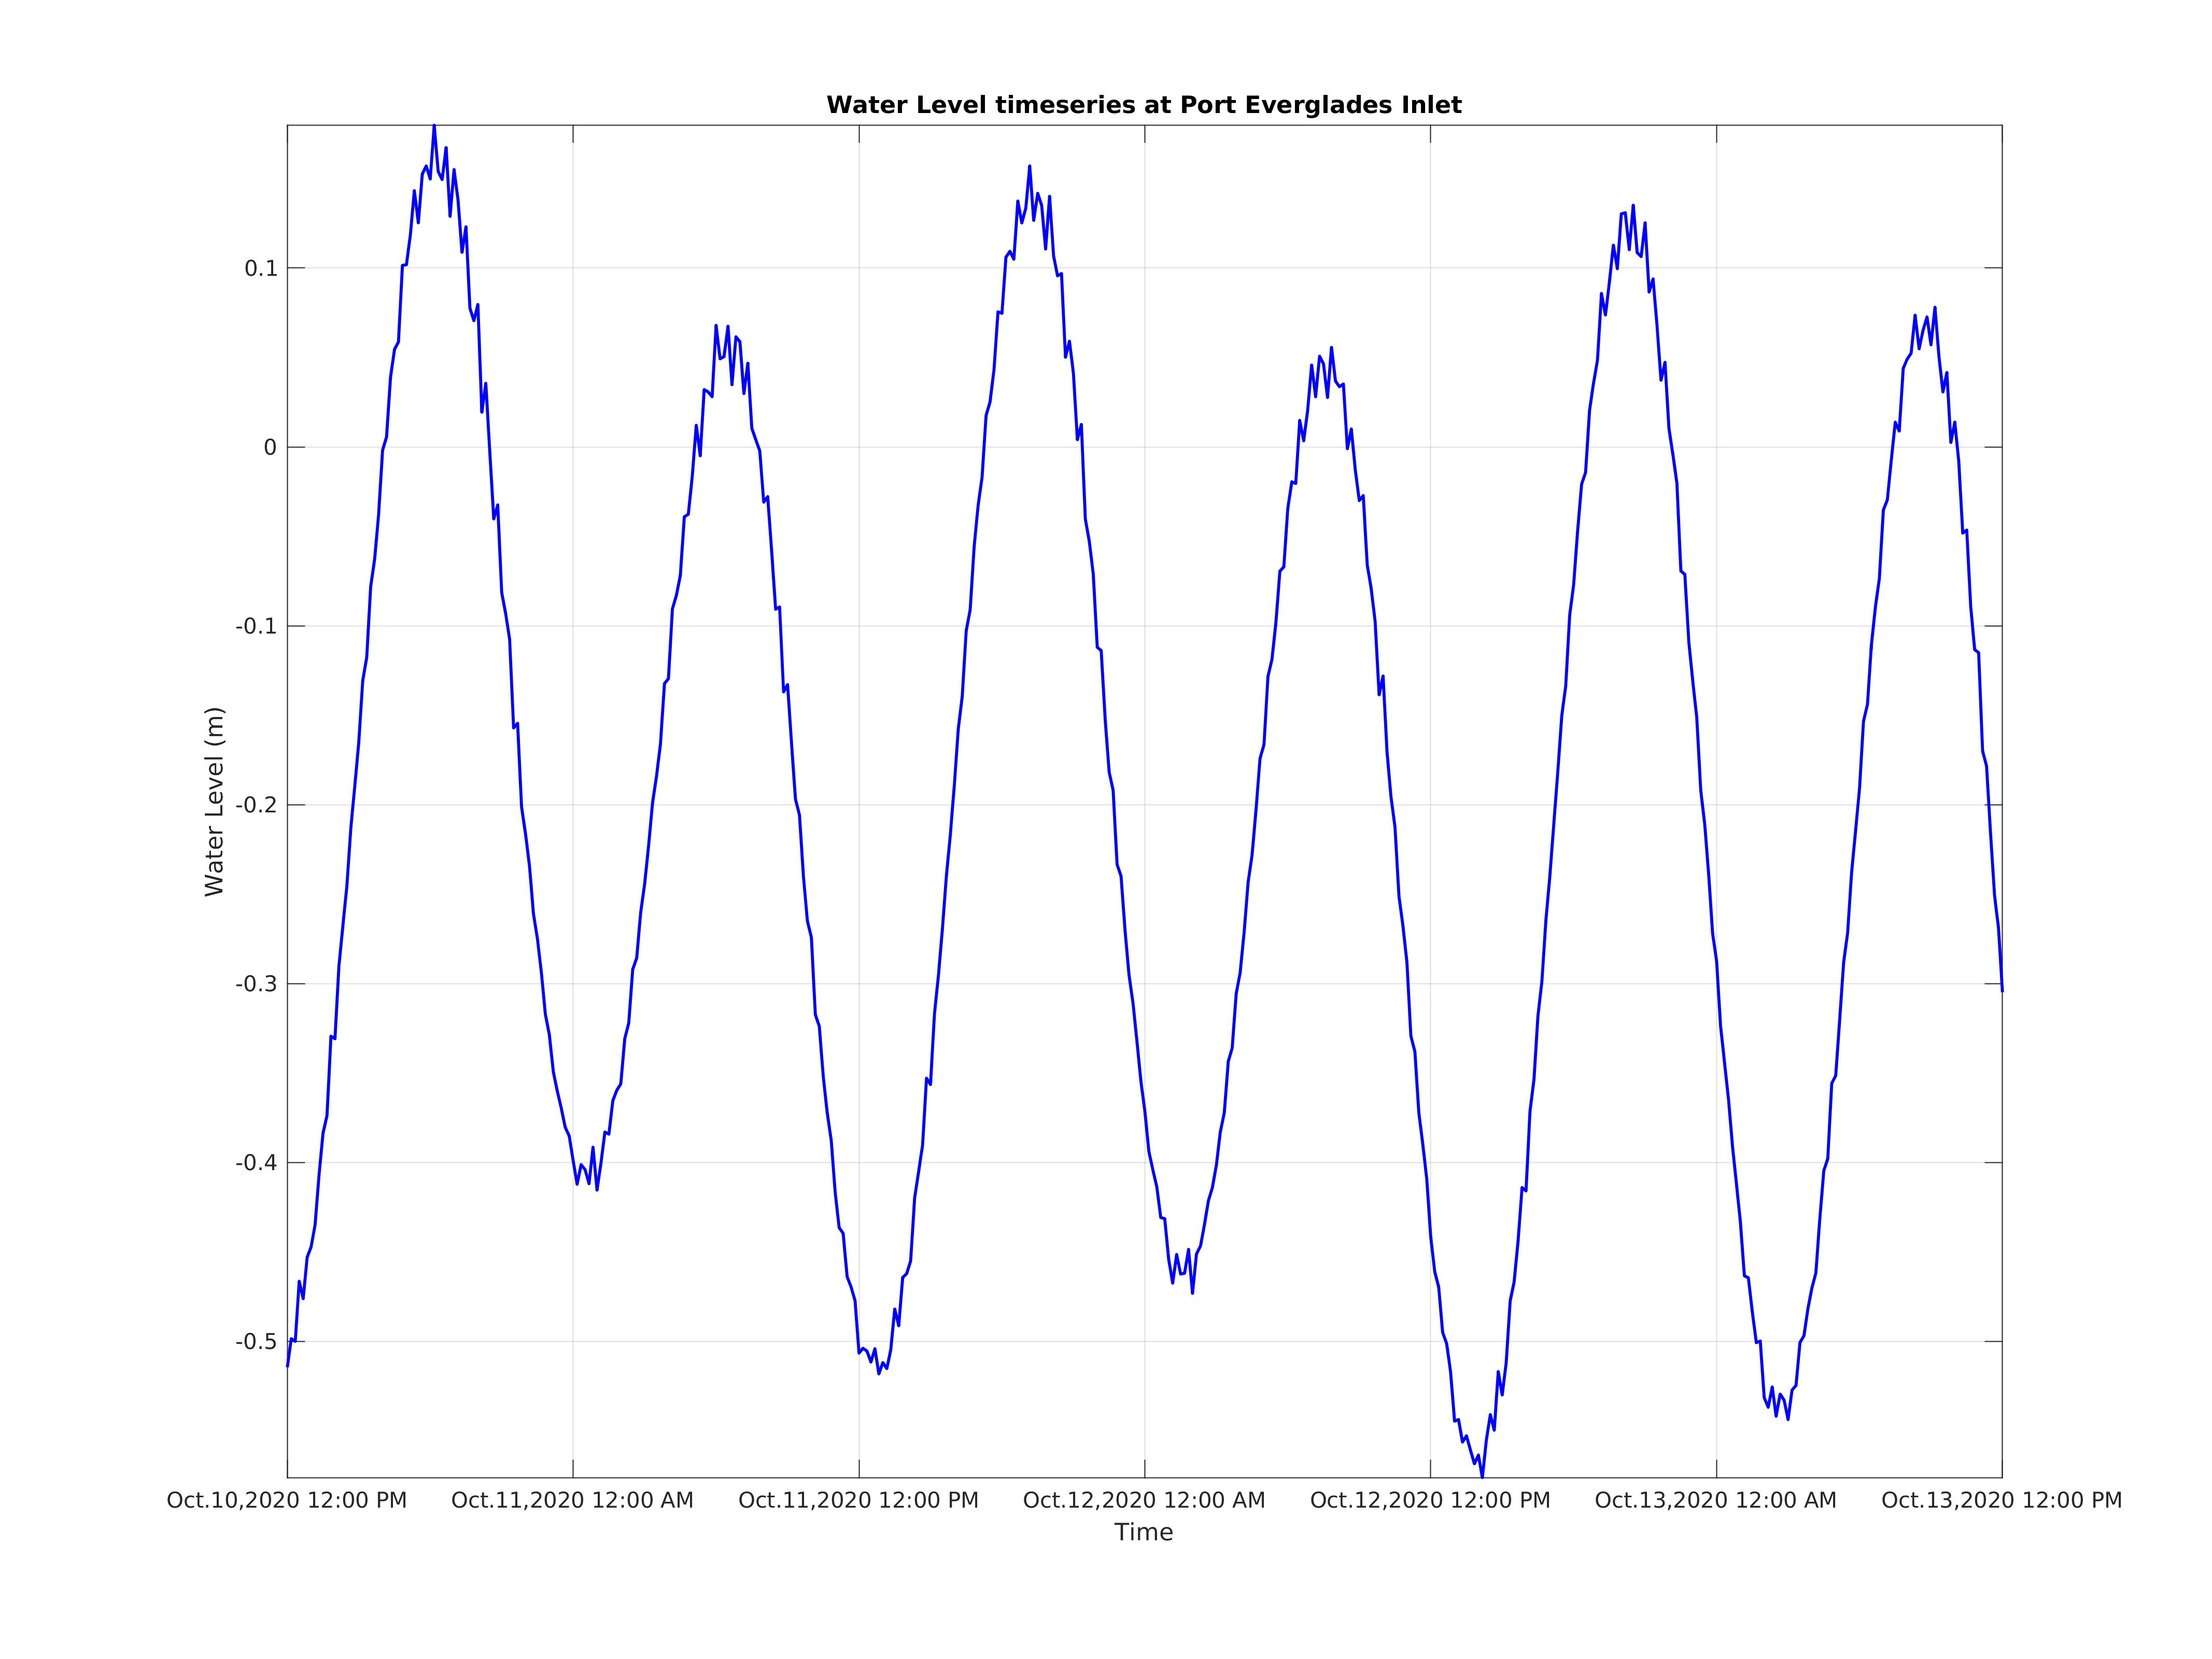 Water Level timeseries at Port Everglades Inlet
0.1
0
-0.1
-0.2
-0.3
-0.4
-0.5
Water Level (m)
Oct.10,2020 12:00 PM Oct.11,2020 12:00 AM Oct.11,2020 12:00 PM Oct.12,2020 12:00 AM Oct.12,2020 12:00 PM Oct.13,2020 12:00 AM Oct.13,2020 12:00 PM
Time